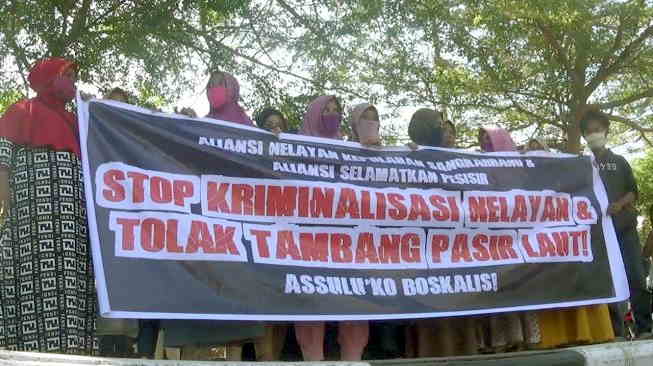 ALIANSI NELAYAN KEPULAUAN SANGKARRANG &
ALIANSI SELAMATKAN PESISIR
STOP KRIMINALISASI NELAYAN &
TOLAK TAMBANG PASIR LAUT!
ASSULU'KO BOSKALIS!